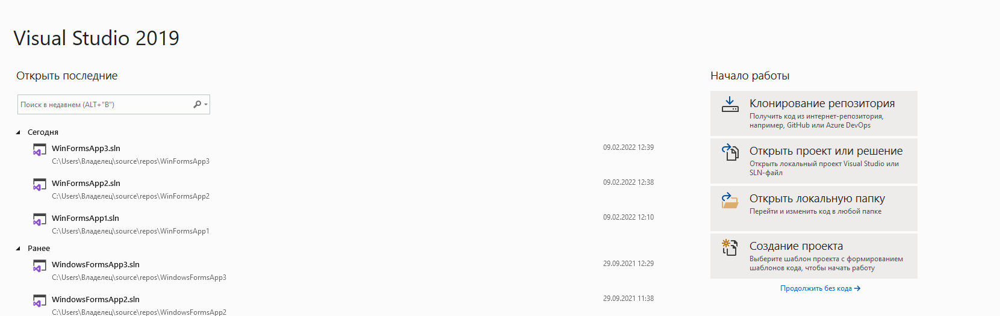 Visual Studio 2019
Открыть последние
Поиск в недавнем (ALT+"В")
Сегодня
WinFormsApp3.sln
09.02.2022 12:39
C:\Users\Владелец\source\repos\WinFormsApp3
WinFormsApp2.sln
09.02.2022 12:38
C:\Users\Владелец\source\repos\WinFormsApp2
WinFormsApp1.sln
09.02.2022 12:10
C:\Users\Владелец\source\repos\WinFormsApp1
Ранее
WindowsFormsApp3.sln
29.09.2021 12:29
C:\Users\Владелец\source\repos\WindowsFormsApp3
WindowsFormsApp2.sln
29.09.2021 11:38
C:\Users\Владелец\source\repos\WindowsFormsApp2
Начало работы
Клонирование репозитория
Получить код из интернет-репозитория,
например, GitHub или Azure DevOps
Открыть проект или решение
Открыть локальный проект Visual Studio или
SLN-файл
Открыть локальную папку
Перейти и изменить код в любой папке
Создание проекта
Выберите шаблон проекта с формированием
шаблонов кода, чтобы начать работу
Продолжить без кода →